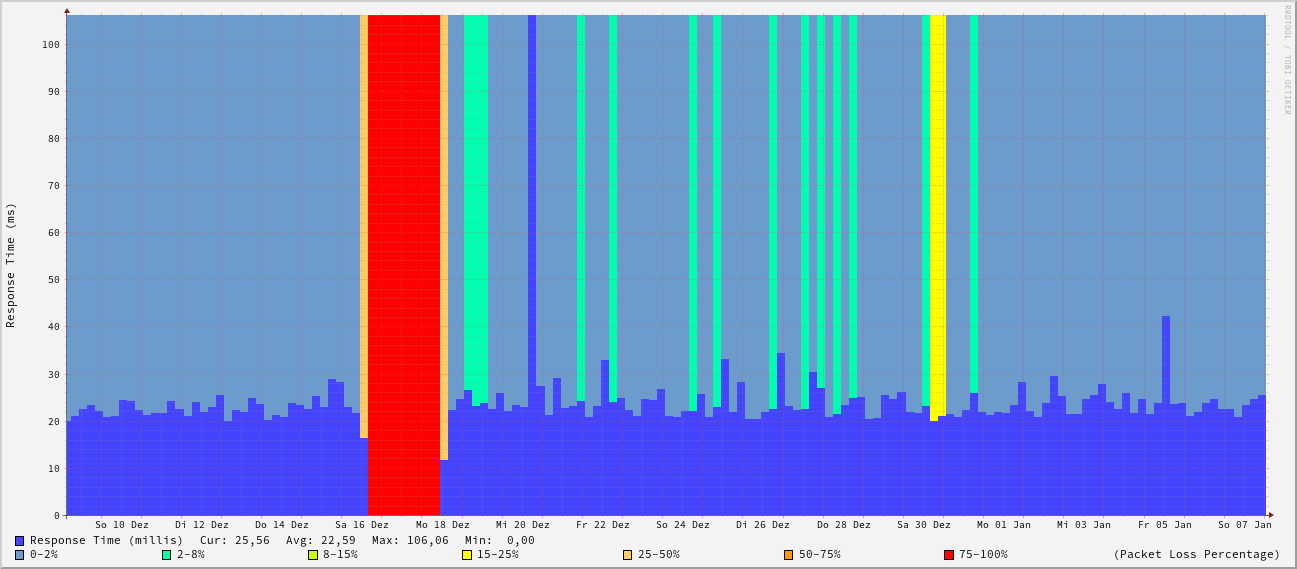 RRDTOOL / TOBI OETIKER
Response Time (ms)
100
90
80
70
60
50
40
30
20
10
0
So 10 Dez Di 12 Dez Do 14 Dez Sa 16 Dez Mo 18 Dez Mi 20 Dez Fr 22 Dez So 24 Dez Di 26 Dez Do 28 Dez Sa 30 Dez Mo 01 Jan Mi 03 Jan Fr 05 Jan So 07 Jan
Response Time (millis) Cur: 25,56 Avg: 22,59 Max: 106,06 Min: 0,00
0-2% 2-8% 8-15% 15-25% 25-50% 50-75% 75-100% (Packet Loss Percentage)